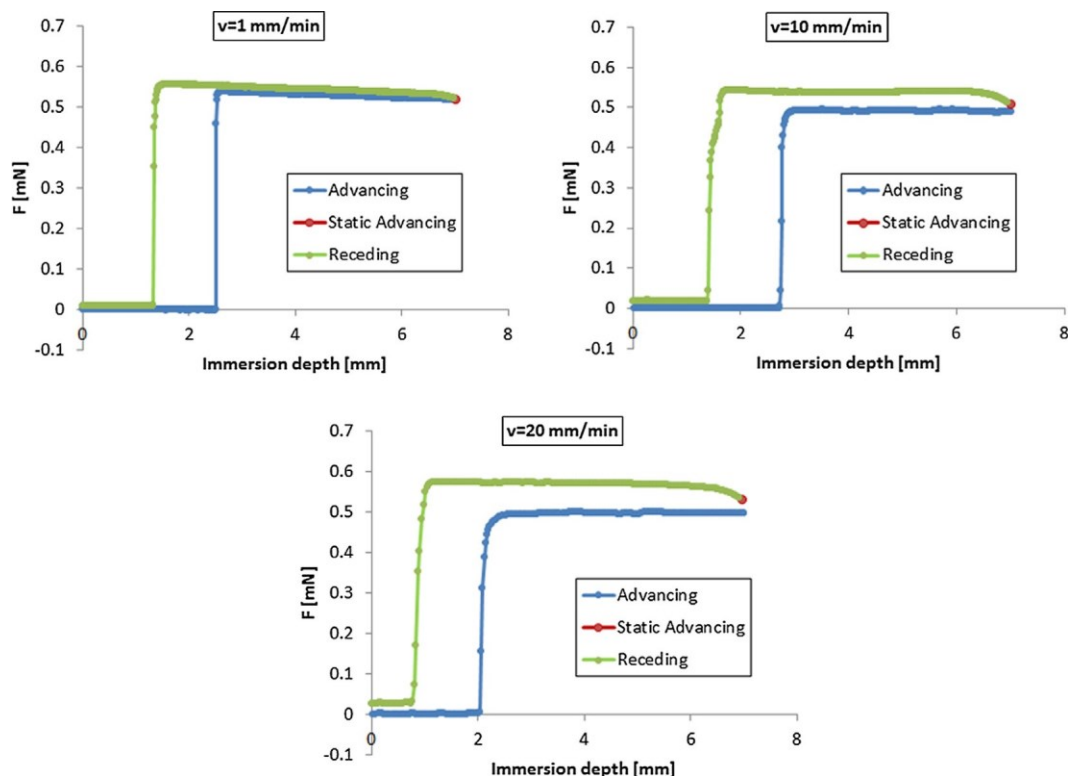 v=1 mm/min
0.7
0.6
0.5
0.4
0.3
0.2
0.1
0
-0.1
F [mN]
0 2 4 6 8
Immersion depth [mm]
Advancing
Static Advancing
Receding
v=10 mm/min
0.7
0.6
0.5
0.4
0.3
0.2
0.1
0
-0.1
F [mN]
0 2 4 6 8
Immersion depth [mm]
Advancing
Static Advancing
Receding
v=20 mm/min
0.7
0.6
0.5
0.4
0.3
0.2
0.1
0
-0.1
F [mN]
0 2 4 6 8
Immersion depth [mm]
Advancing
Static Advancing
Receding